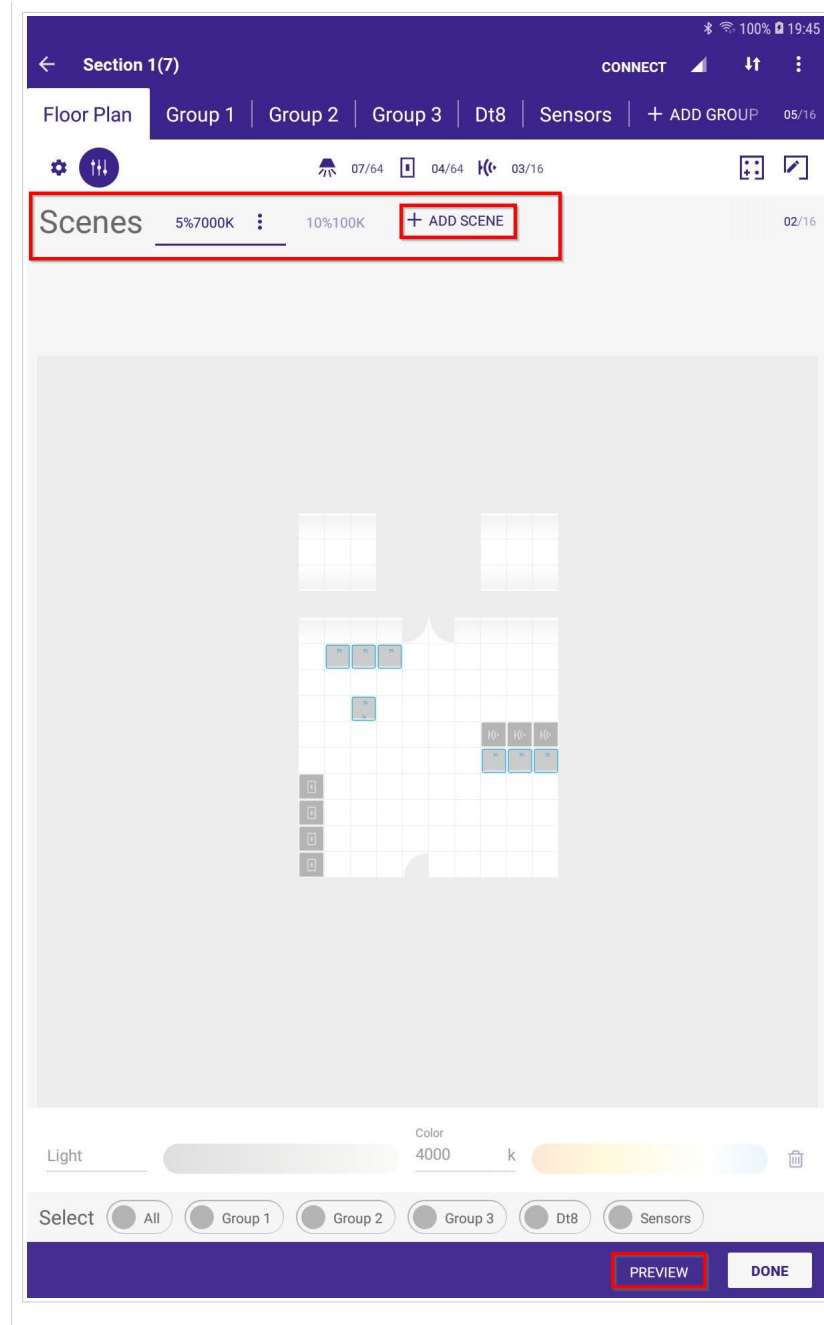 100% 19:45
Section 1(7) CONNECT
Floor Plan Group 1 Group 2 Group 3 Dt8 Sensors + ADD GROUP 05/16
07/64 04/64 03/16
Scenes 5%7000K 10%100K + ADD SCENE 02/16
Color
Light 4000 k
Select All Group 1 Group 2 Group 3 Dt8 Sensors
PREVIEW DONE